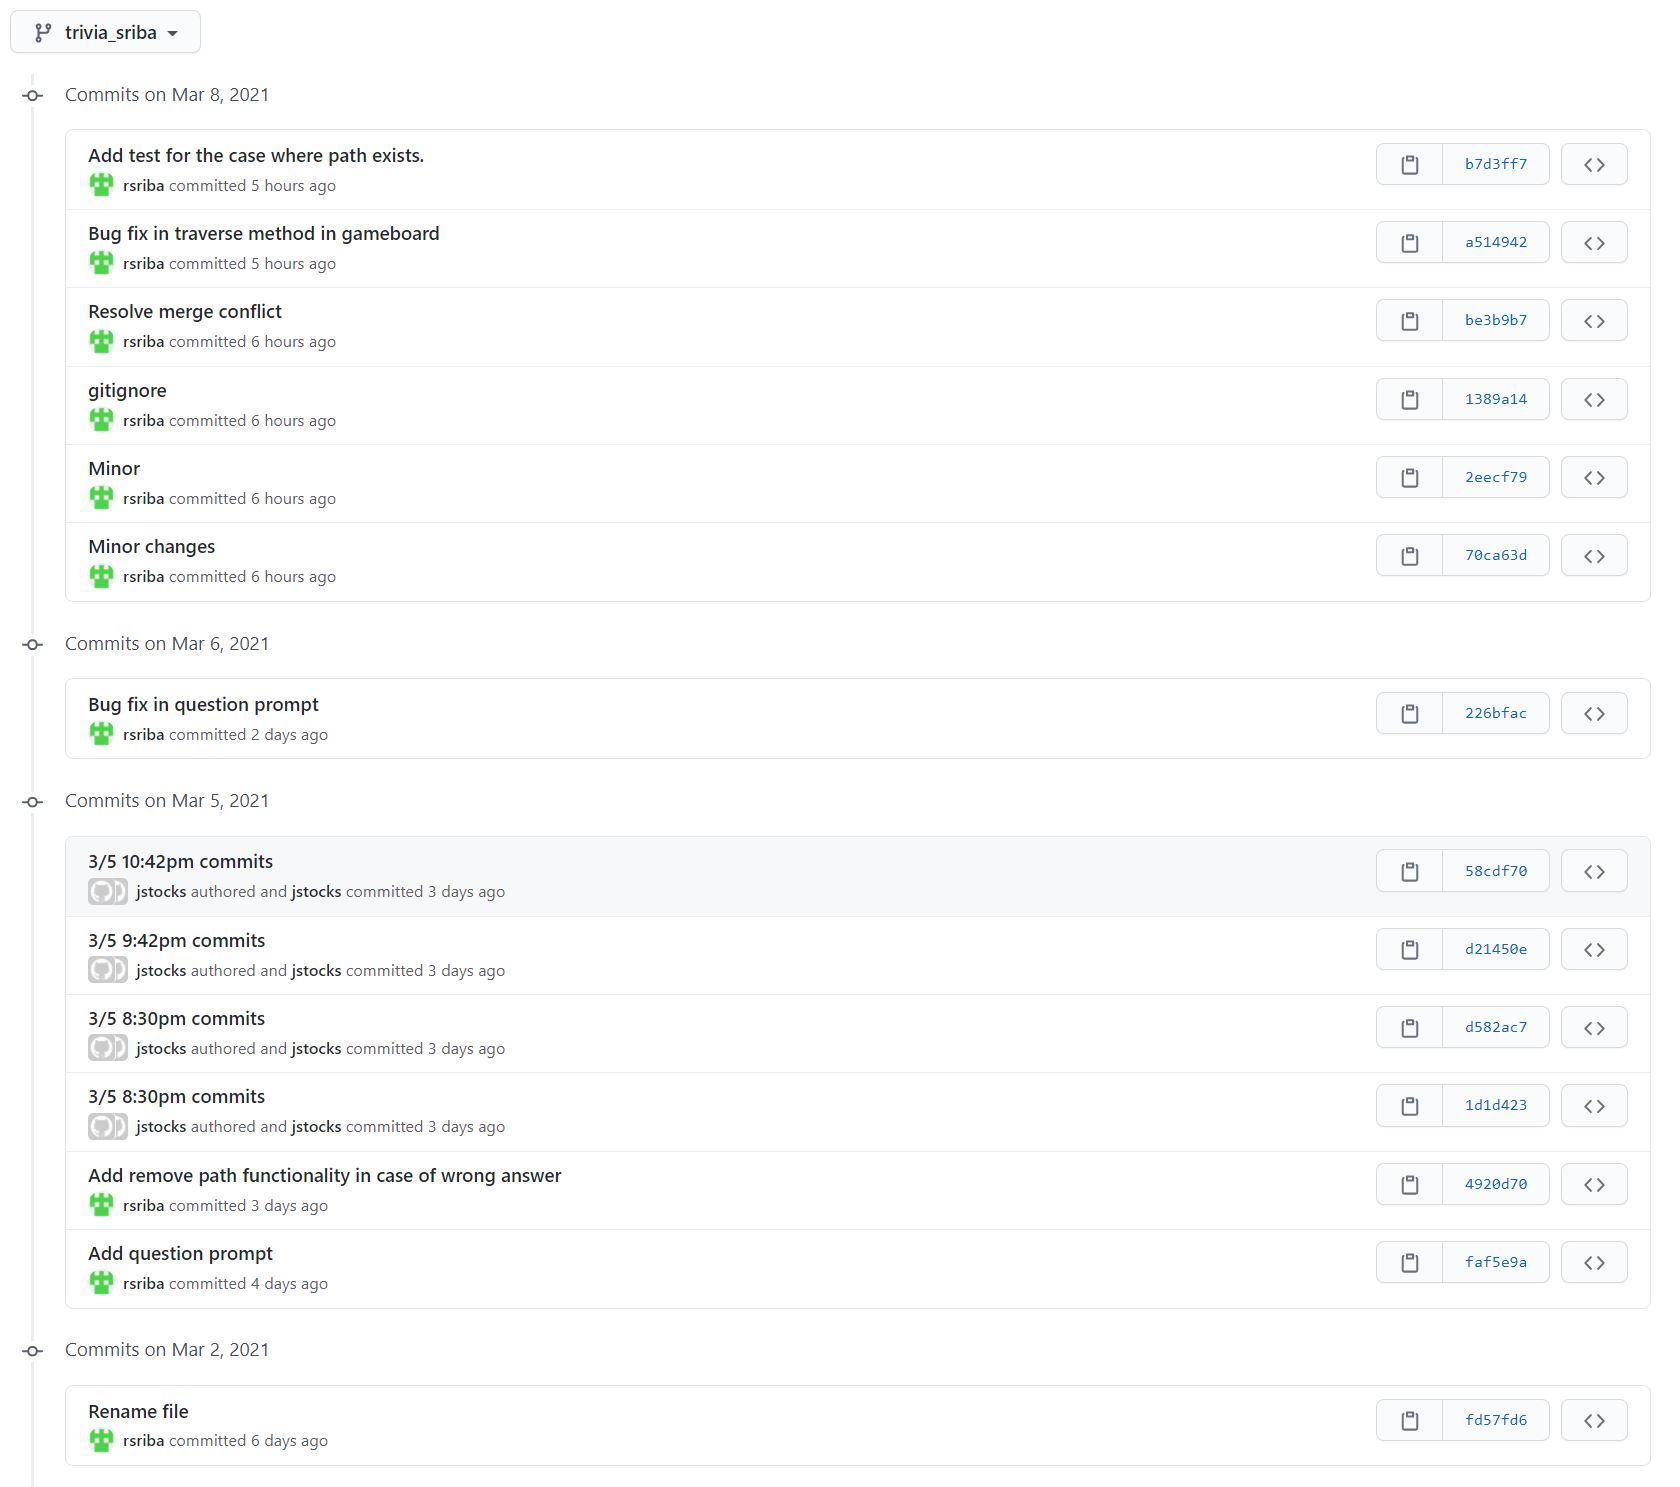 trivia_sriba
Commits on Mar 8, 2021
Add test for the case where path exists.
rsriba committed 5 hours ago
b7d3ff7
Bug fix in traverse method in gameboard
rsriba committed 5 hours ago
a514942
Resolve merge conflict
rsriba committed 6 hours ago
be3b9b7
gitignore
rsriba committed 6 hours ago
1389a14
Minor
rsriba committed 6 hours ago
2eecf79
Minor changes
rsriba committed 6 hours ago
70ca63d
Commits on Mar 6, 2021
Bug fix in question prompt
rsriba committed 2 days ago
226bfac
Commits on Mar 5, 2021
3/5 10:42pm commits
jstocks authored and jstocks committed 3 days ago
58cdf70
3/5 9:42pm commits
jstocks authored and jstocks committed 3 days ago
d21450e
3/5 8:30pm commits
jstocks authored and jstocks committed 3 days ago
d582ac7
3/5 8:30pm commits
jstocks authored and jstocks committed 3 days ago
1d1d423
Add remove path functionality in case of wrong answer
rsriba committed 3 days ago
4920d70
Add question prompt
rsriba committed 4 days ago
faf5e9a
Commits on Mar 2, 2021
Rename file
rsriba committed 6 days ago
fd57fd6